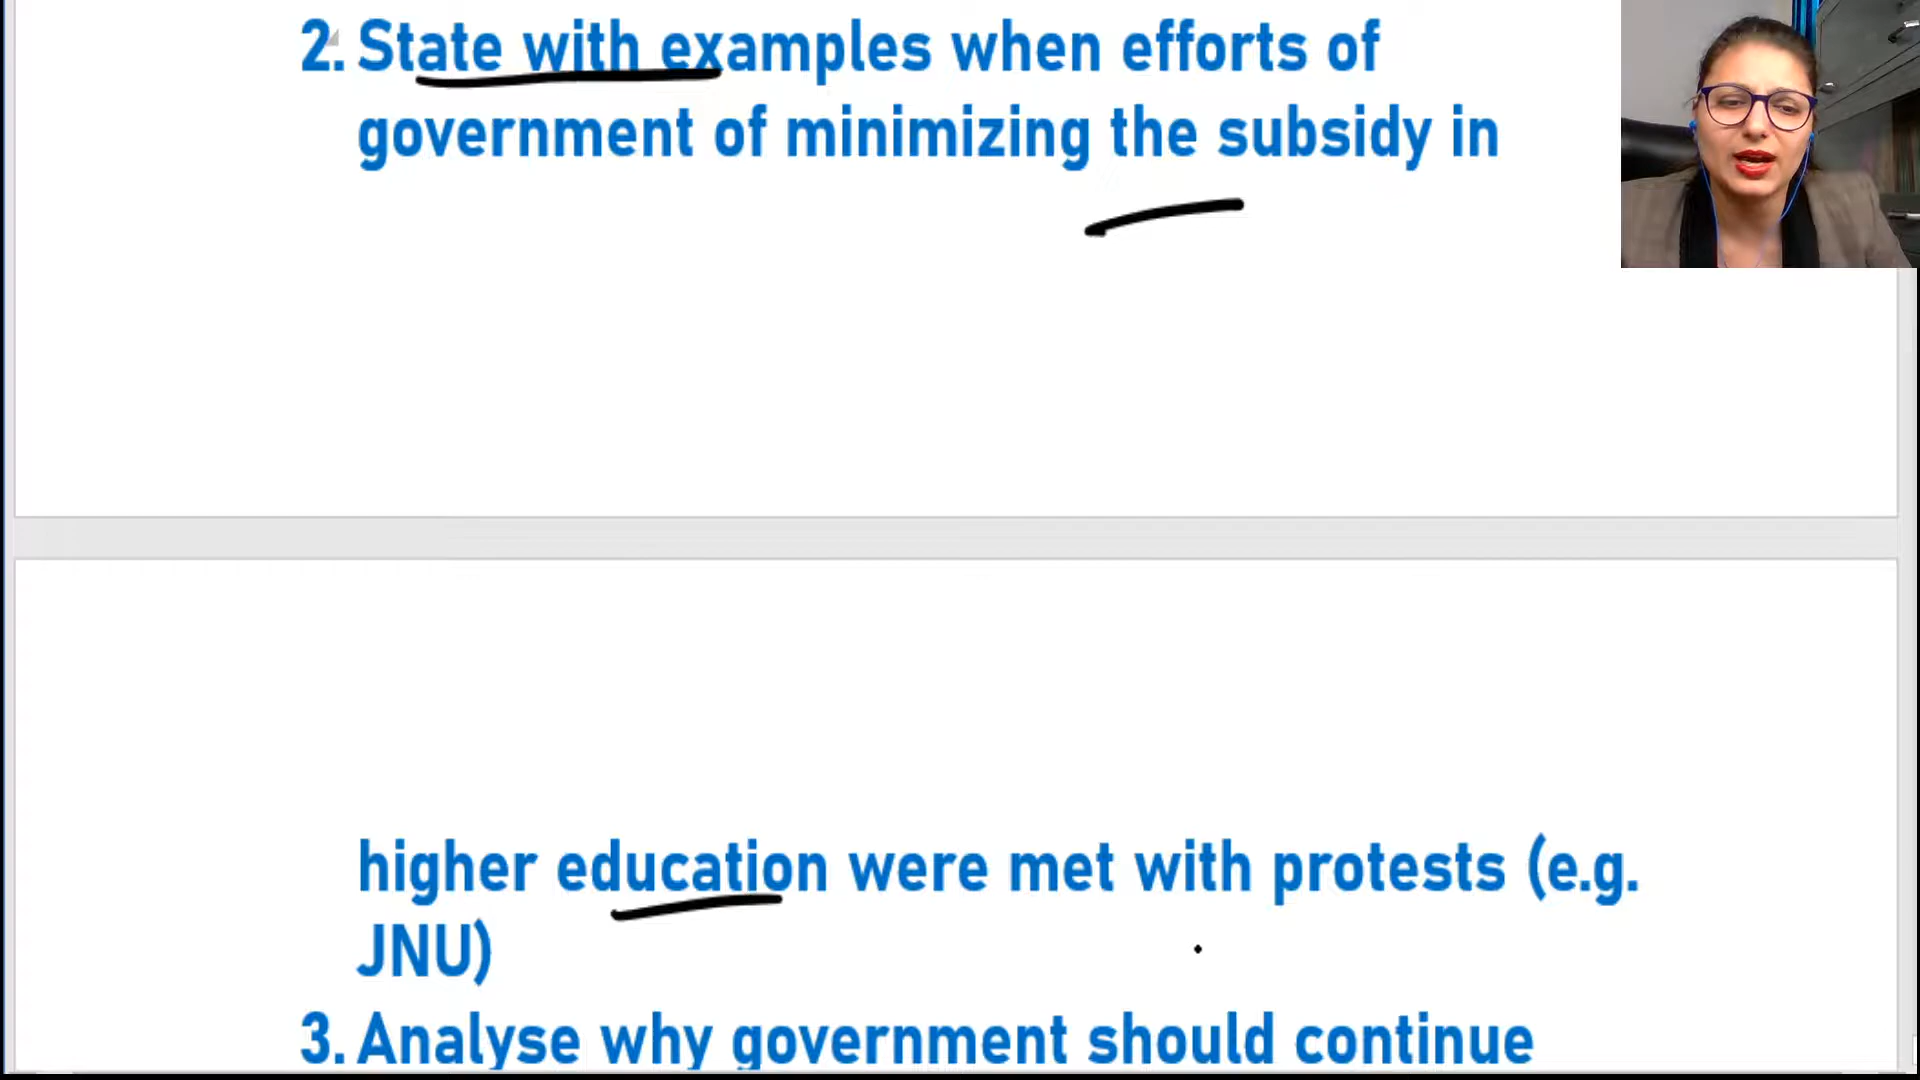 2. State with examples when efforts of
government of minimizing the subsidy in
higher education were met with protests (e.g.
JNU)
3. Analyse why government should continue